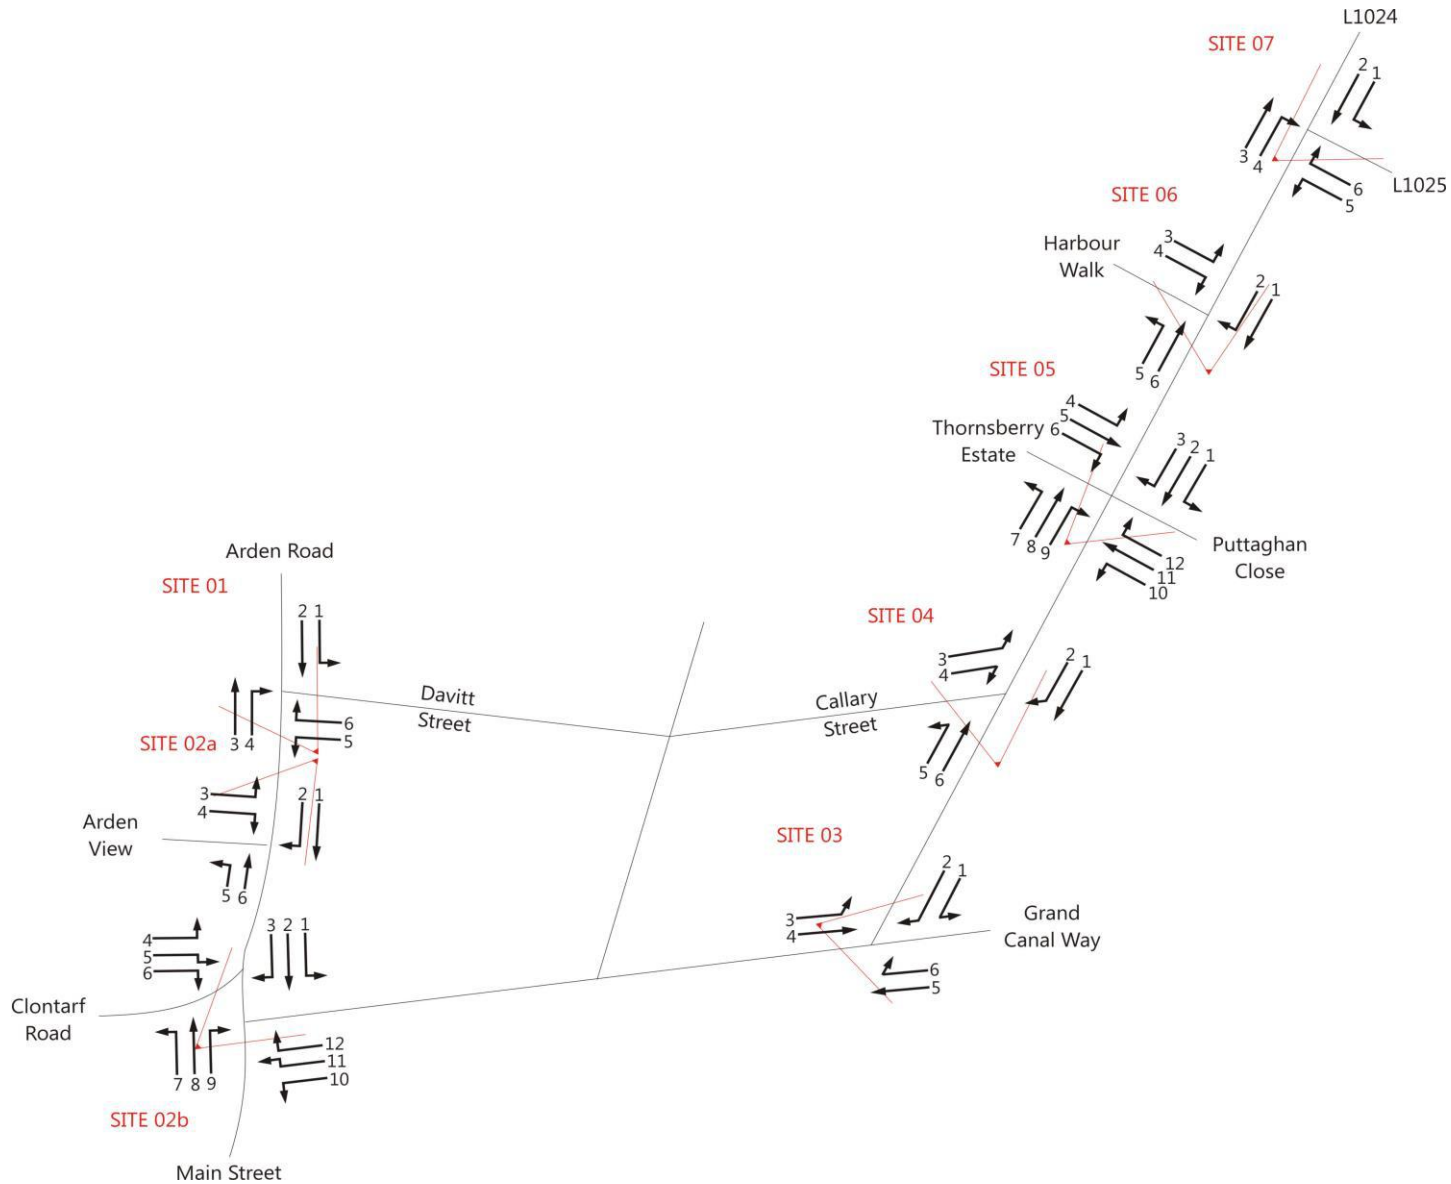 L1024
SITE 07
2
1
3
4
6
5
L1025
SITE 06
Harbour
Walk
3
4
2
1
5
6
SITE 05
Thornsberry
Estate
4
5
6
3
2
1
7
8
9
12
11
10
Puttaghan
Close
SITE 04
3
4
2
1
5
6
Callary
Street
Davitt
Street
Arden Road
SITE 01
2
1
3
4
6
5
SITE 02a
3
4
2
1
Arden
View
5
6
SITE 03
2
1
3
4
6
5
Grand
Canal Way
4
5
6
3
2
1
Clontarf
Road
7
8
9
12
11
10
SITE 02b
Main Street